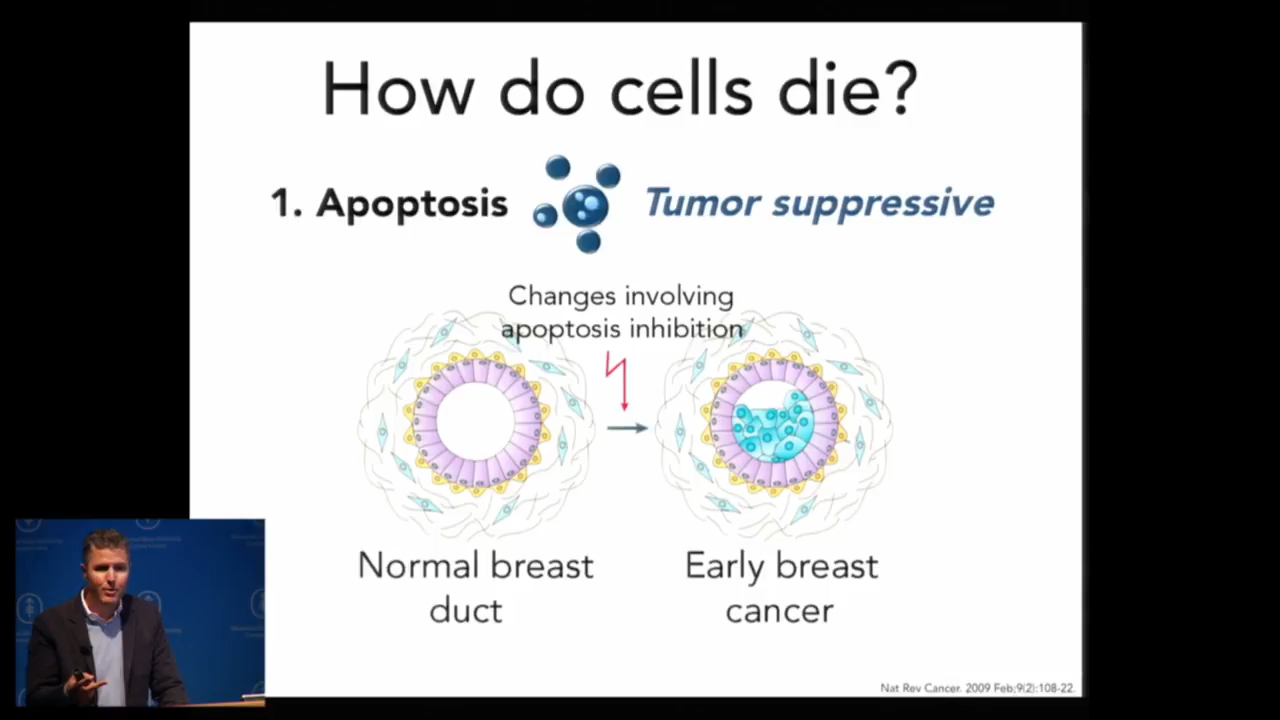 How do cells die?
1. Apoptosis
Tumor suppressive
Changes involving
apoptosis inhibition
Normal breast
duct
Early breast
cancer
Nat Rev Cancer. 2009 Feb;9(2):108-22.